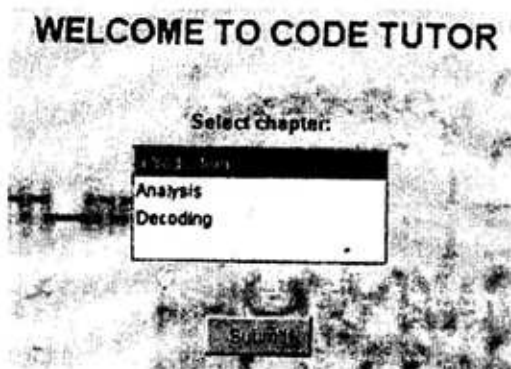 WELCOME TO CODE TUTOR
Select chapter:
Analysis
Decoding
Submit